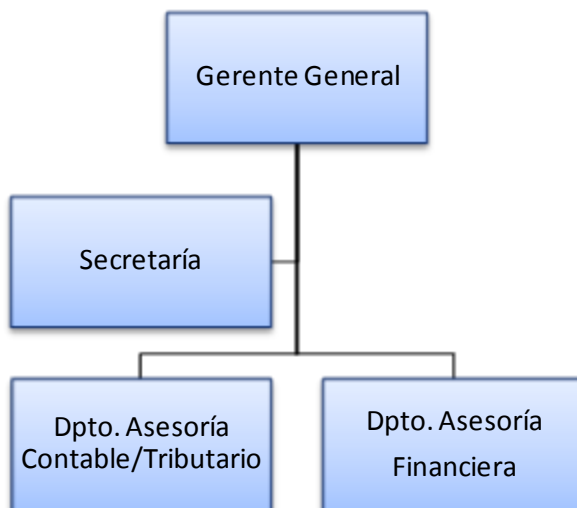 Gerente General
Secretaría
Dpto. Asesoría
Contable/Tributario
Dpto. Asesoría
Financiera